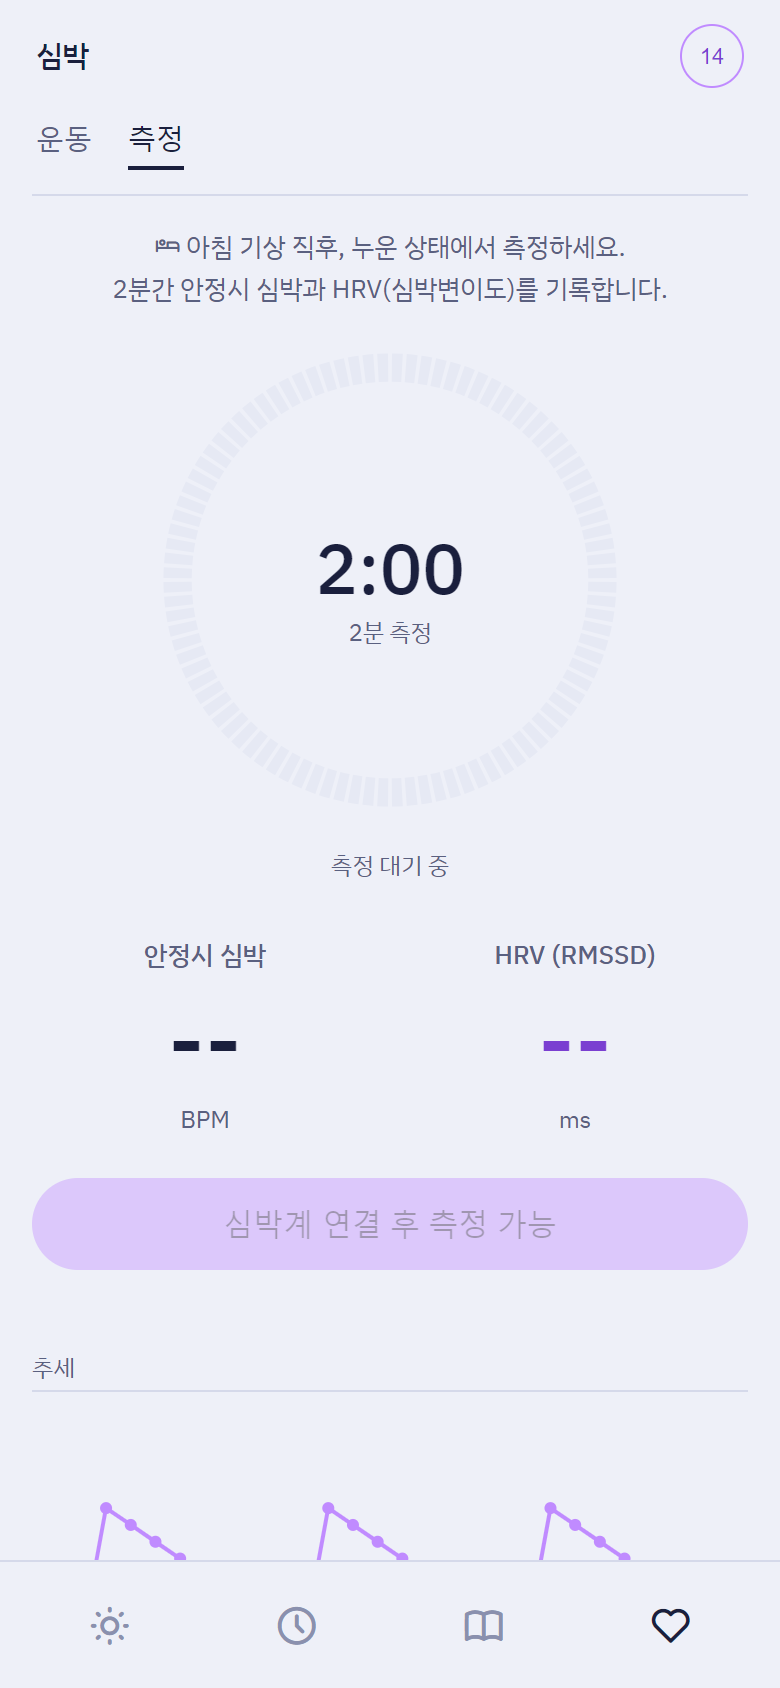 심박
14
운동 측정
아침 기상 직후, 누운 상태에서 측정하세요.
2분간 안정시 심박과 HRV(심박변이도)를 기록합니다.
2:00
2분 측정
측정 대기 중
안정시 심박 HRV (RMSSD)
-- --
BPM ms
심박계 연결 후 측정 가능
추세